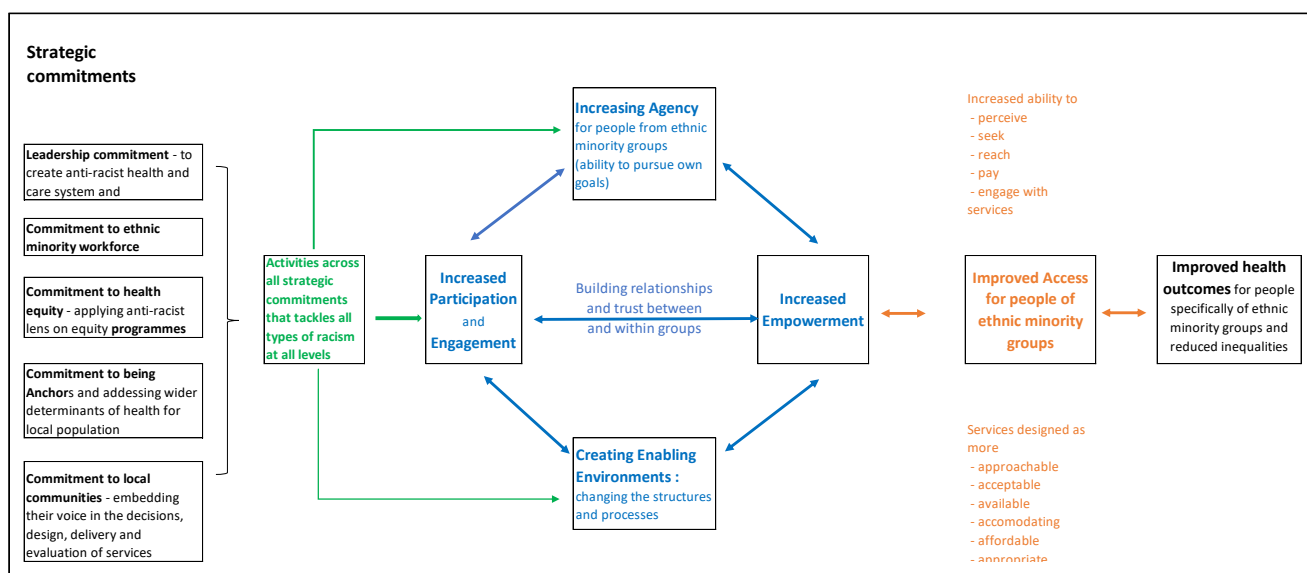 Strategic
commitments
Leadership commitment - to
create anti-racist health and
care system and
Commitment to ethnic
minority workforce
Commitment to health
equity - applying anti-racist
lens on equity programmes
Commitment to being
Anchors and addessing wider
determinants of health for
local population
Commitment to local
communities - embedding
their voice in the decisions,
design, delivery and
evaluation of services
Activities across
all strategic
commitments
that tackles all
types of racism
at all levels
Increasing Agency
for people from ethnic
minority groups
(ability to pursue own
goals)
Increased
Participation
and
Engagement
Building relationships
and trust between
and within groups
Increased
Empowerment
Creating Enabling
Environments :
changing the structures
and processes
Increased ability to
- perceive
- seek
- reach
- pay
- engage with
services
Improved Access
for people of
ethnic minority
groups
Services designed as
more
- approachable
- acceptable
- available
- accomodating
- affordable
- appropriate
Improved health
outcomes for people
specifically of ethnic
minority groups and
reduced inequalities